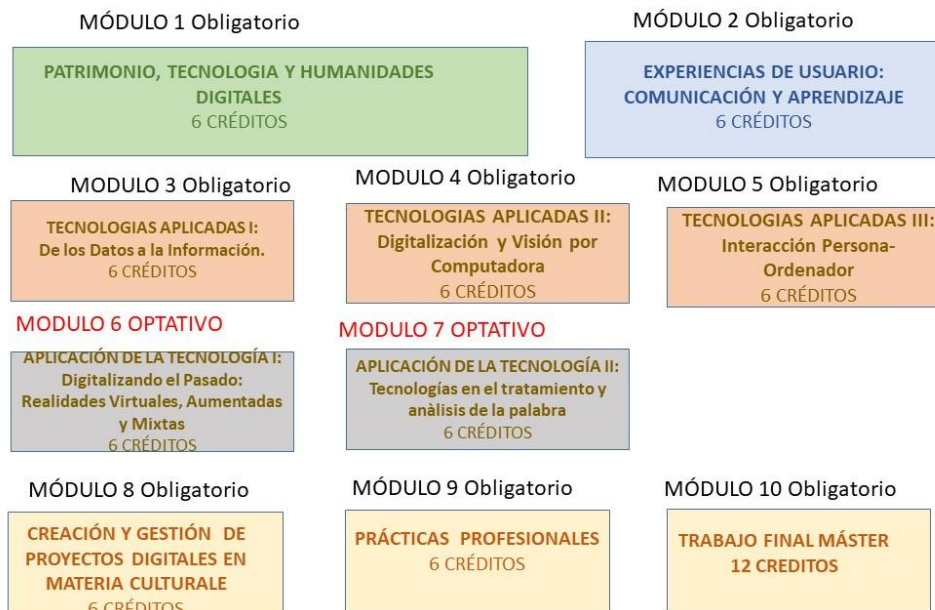 MÓDULO 1 Obligatorio
MÓDULO 2 Obligatorio
PATRIMONIO, TECNOLOGIA Y HUMANIDADES
DIGITALES
6 CRÉDITOS
EXPERIENCIAS DE USUARIO:
COMUNICACIÓN Y APRENDIZAJE
6 CRÉDITOS
MODULO 3 Obligatorio
MODULO 4 Obligatorio
MODULO 5 Obligatorio
TECNOLOGIAS APLICADAS I:
De los Datos a la Información.
6 CRÉDITOS
TECNOLOGIAS APLICADAS II:
Digitalización y Visión por
Computadora
6 CRÉDITOS
TECNOLOGIAS APLICADAS III:
Interacción Persona-
Ordenador
6 CRÉDITOS
MODULO 6 OPTATIVO
MODULO 7 OPTATIVO
APLICACIÓN DE LA TECNOLOGÍA I:
Digitalizando el Pasado:
Realidades Virtuales, Aumentadas
y Mixtas
6 CRÉDITOS
APLICACIÓN DE LA TECNOLOGÍA II:
Tecnologías en el tratamiento y
anàlisis de la palabra
6 CRÉDITOS
MÓDULO 8 Obligatorio
MÓDULO 9 Obligatorio
MÓDULO 10 Obligatorio
CREACIÓN Y GESTIÓN DE
PROYECTOS DIGITALES EN
MATERIA CULTURALE
6 CRÉDITOS
PRÁCTICAS PROFESIONALES
6 CRÉDITOS
TRABAJO FINAL MÁSTER
12 CREDITOS